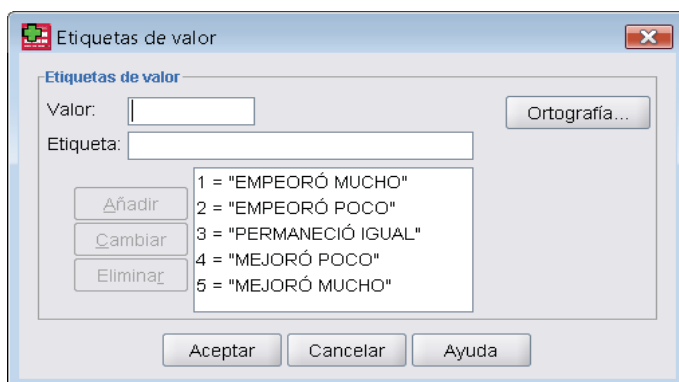 Etiquetas de valor
Etiquetas de valor
Valor:
Ortografía...
Etiqueta:
Añadir
Cambiar
Eliminar
1 = "EMPEORÓ MUCHO"
2 = "EMPEORÓ POCO"
3 = "PERMANECIÓ IGUAL"
4 = "MEJORÓ POCO"
5 = "MEJORÓ MUCHO"
Aceptar Cancelar Ayuda